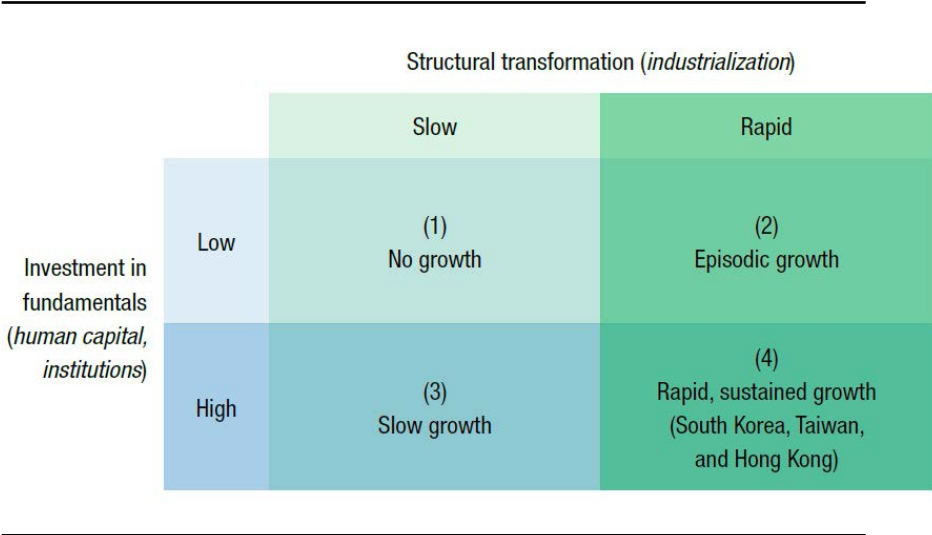 Structural transformation (industrialization)
Slow
Rapid
Investment in
fundamentals
(human capital,
institutions)
Low
(1)
No growth
(2)
Episodic growth
High
(3)
Slow growth
(4)
Rapid, sustained growth
(South Korea, Taiwan,
and Hong Kong)